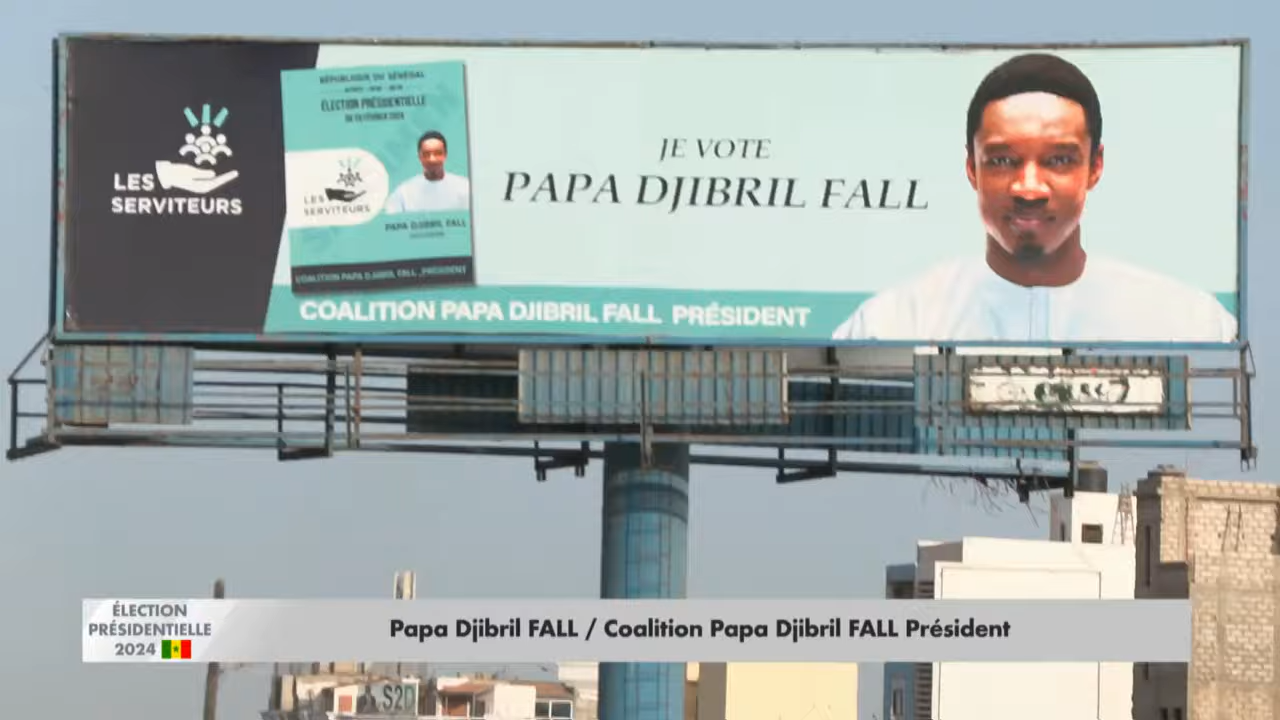 LES
SERVITEURS
RÉPUBLIQUE DU SÉNÉGAL
ÉLECTION PRÉSIDENTIELLE
LES
SERVITEURS
PAPA DJIBRIL FALL
COALITION PAPA DJIBRIL FALL PRÉSIDENT
JE VOTE
PAPA DJIBRIL FALL
COALITION PAPA DJIBRIL FALL PRÉSIDENT
ÉLECTION
PRÉSIDENTIELLE
2024
Papa Djibril FALL / Coalition Papa Djibril FALL Président
S2D